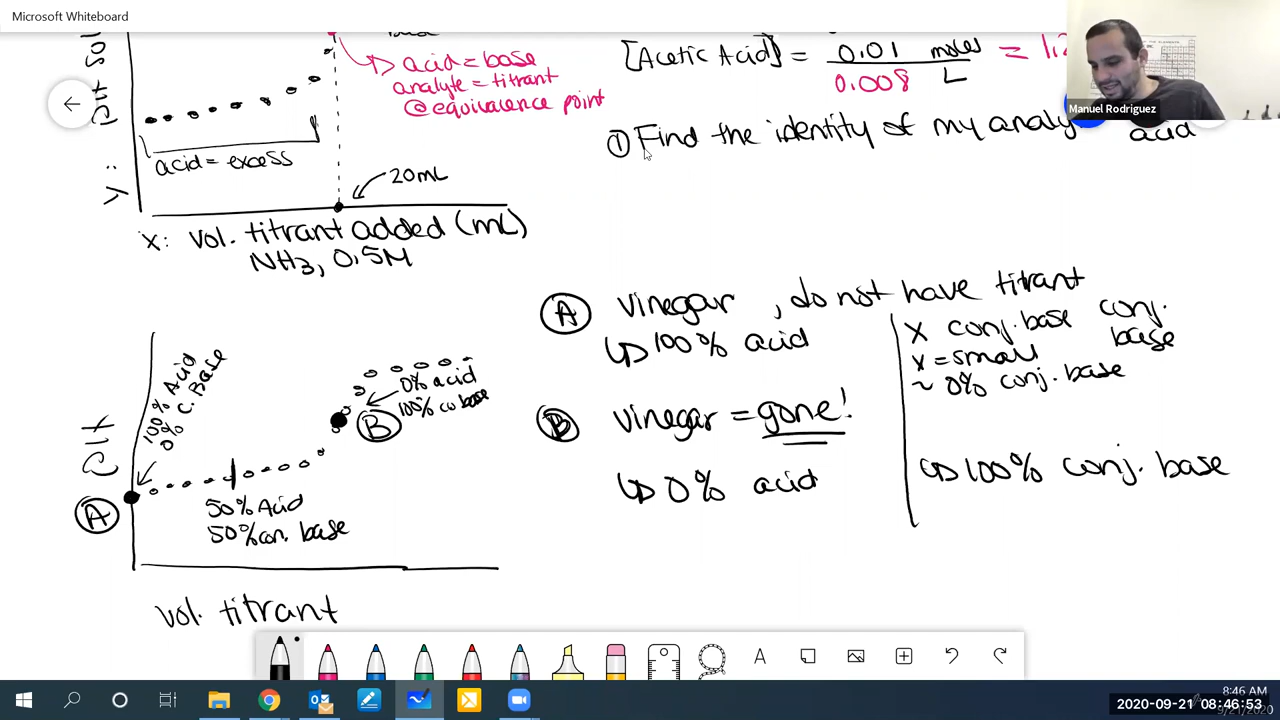 Microsoft Whiteboard
acid = base
analyte = titrant
@ equivalence point
acid = excess
20mL
x: vol. titrant added (mL)
NH3, 0.5M
y:
[Acetic Acid] = 0.01 moles
0.008 L
= 1.2
Manuel Rodriguez
① Find the identity of my analy
acid
pH
100% Acid
0% C. Base
A
50% Acid
50% con. base
B
0% acid
100% co base
vol. titrant
A vinegar, do not have titrant
↳ 100% acid
x conj. base conj.
base
x = small
~ 0% conj. base
B vinegar = gone!
↳ 0% acid
↳ 100% conj. base
A
8:46 AM
2020-09-21 08:46:53